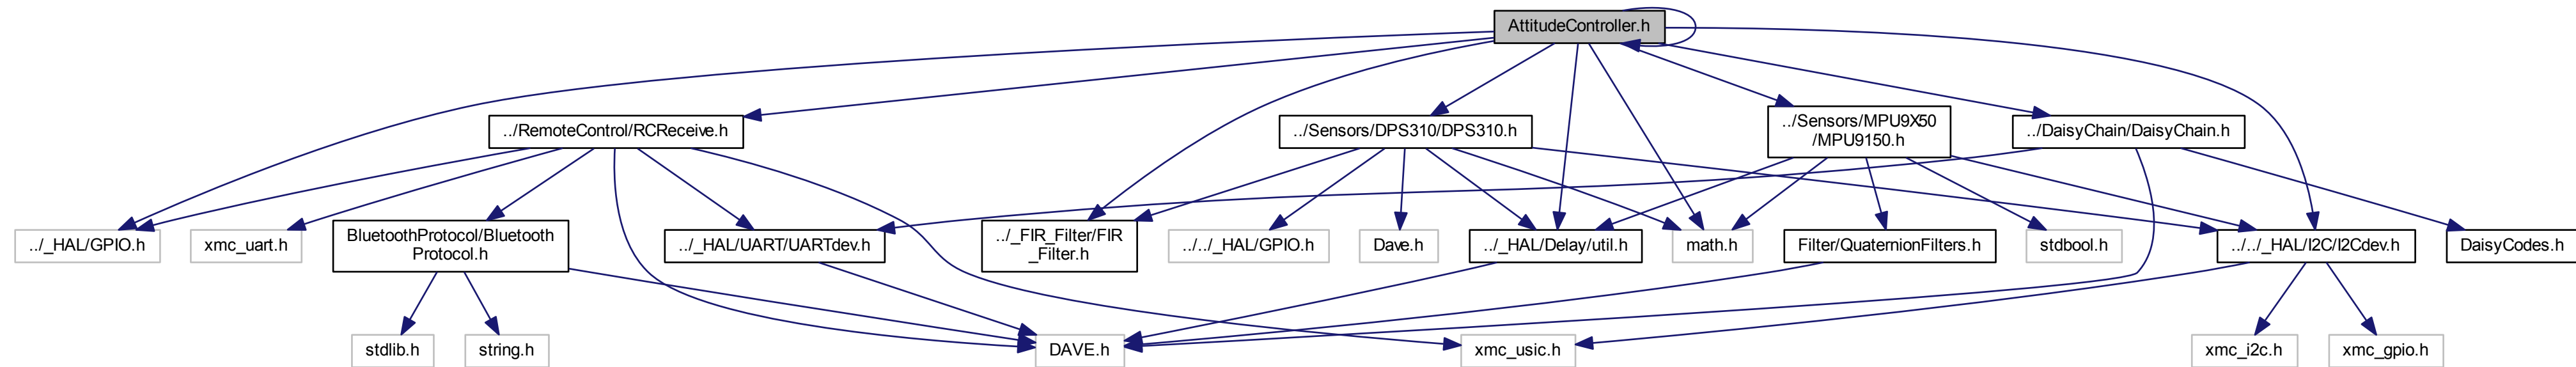 AttitudeController.h
../RemoteControl/RCReceive.h
../Sensors/DPS310/DPS310.h
../Sensors/MPU9X50
/MPU9150.h
../DaisyChain/DaisyChain.h
../_HAL/GPIO.h
xmc_uart.h
BluetoothProtocol/Bluetooth
Protocol.h
../_HAL/UART/UARTdev.h
../_FIR_Filter/FIR
_Filter.h
../../_HAL/GPIO.h
Dave.h
../_HAL/Delay/util.h
math.h
Filter/QuaternionFilters.h
stdbool.h
../../_HAL/I2C/I2Cdev.h
DaisyCodes.h
stdlib.h
string.h
DAVE.h
xmc_usic.h
xmc_i2c.h
xmc_gpio.h